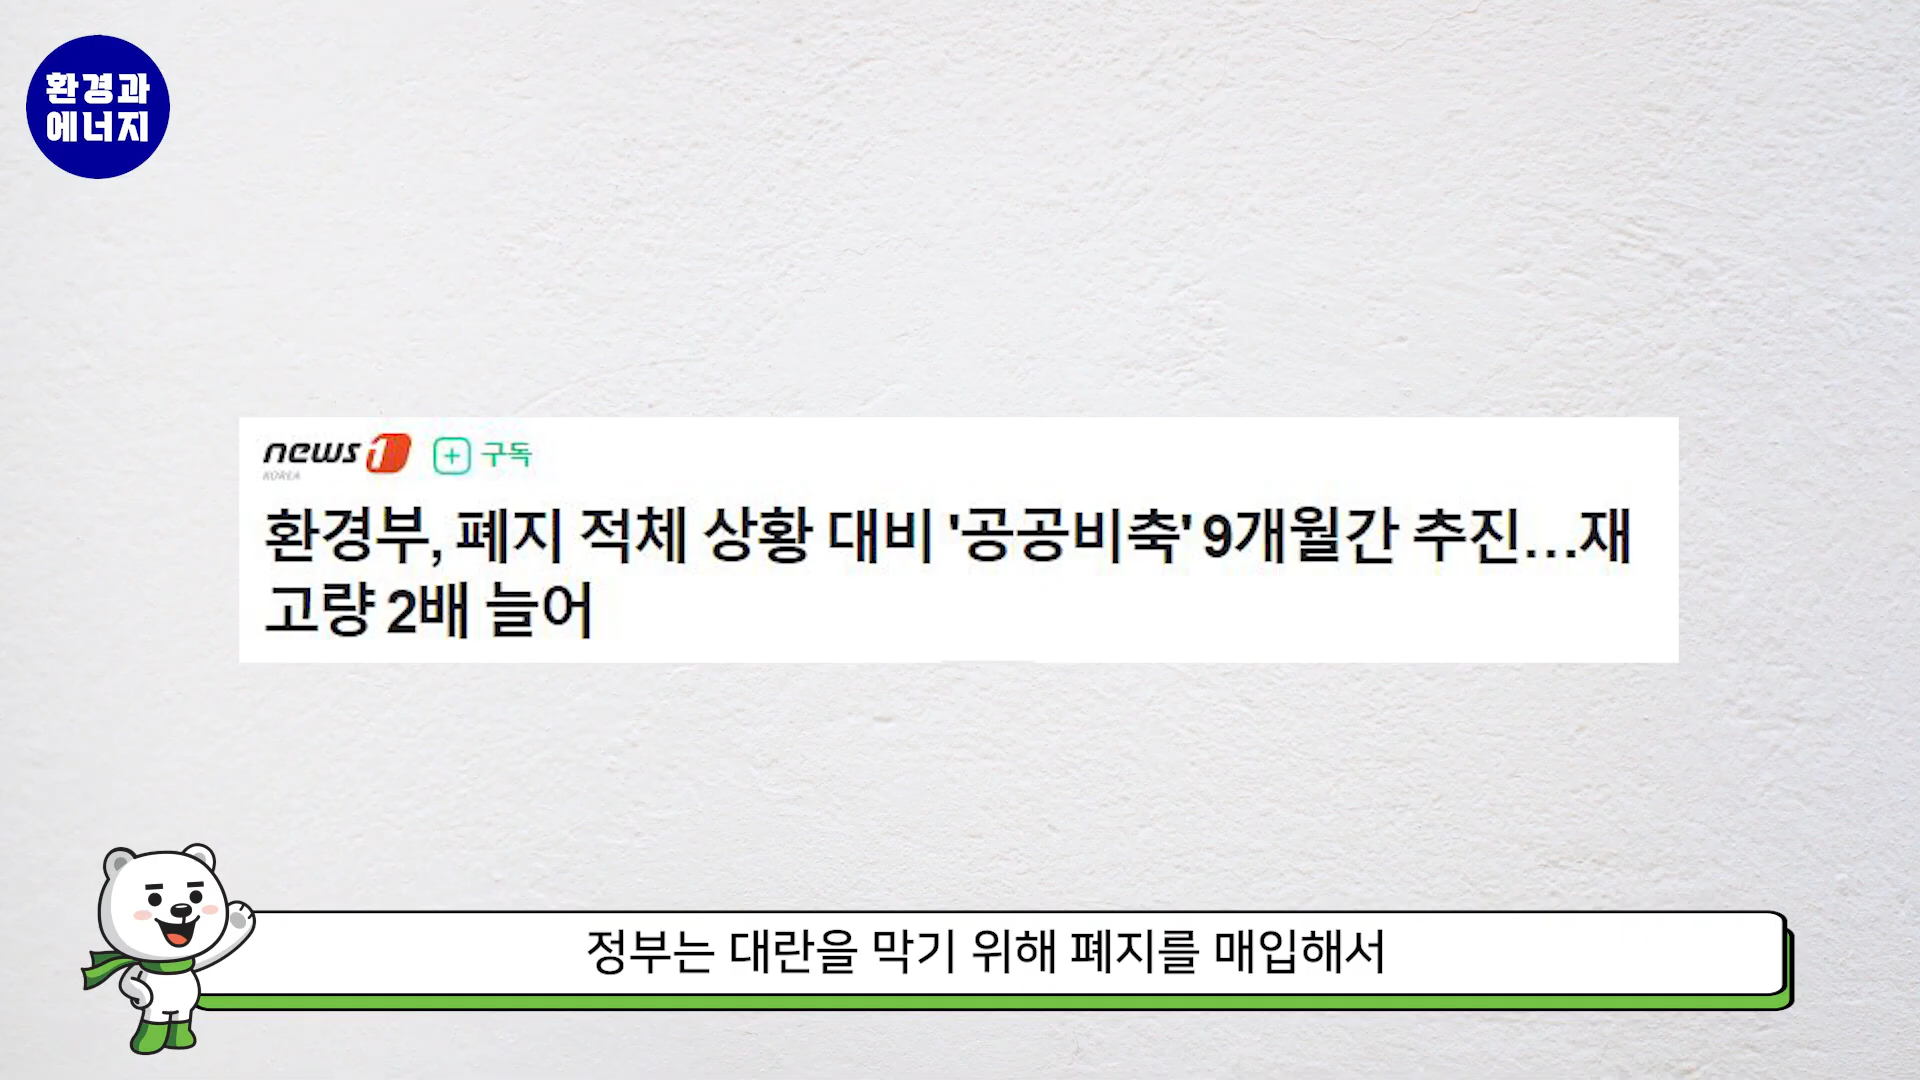 환경과
에너지
news1
KOREA
구독
환경부, 폐지 적체 상황 대비 '공공비축' 9개월간 추진...재
고량 2배 늘어
정부는 대란을 막기 위해 폐지를 매입해서